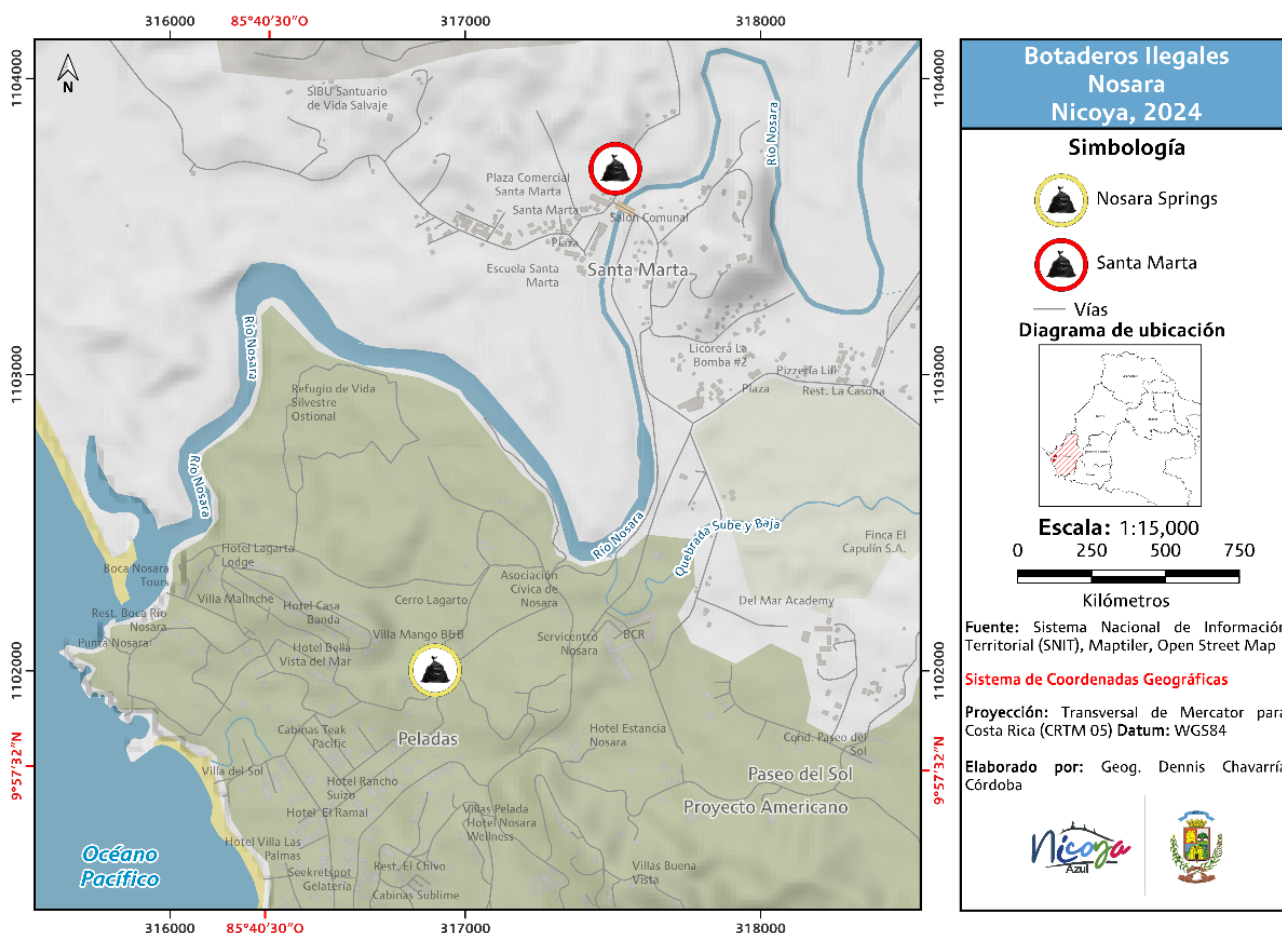 316000
85°40'30"O
317000
318000
1104000
1104000
N
SIBU Santuario
de Vida Salvaje
Río Nosara
Plaza Comercial
Santa Marta
Santa Marta
Salón Comunal
Plaza
Escuela Santa
Marta
Santa Marta
Río Nosara
1103000
1103000
Licorera La
Bomba #2
Pizzería Lili
Plaza
Rest. La Casona
Refugio de Vida
Silvestre
Ostional
Río Nosara
Río Nosara
Quebrada Sube y Baja
Finca El
Capulín S.A.
Hotel Lagarta
Lodge
Boca Nosara
Tours
Asociación
Cívica de
Nosara
Villa Malinche
Hotel Casa
Banda
Cerro Lagarto
Del Mar Academy
Rest. Boca Río
Nosara
Punta Nosara
Villa Mango B&B
Servicentro
Nosara
BCR
Hotel Bolla
Vista del Mar
1102000
1102000
Cabinas Teak
Pacific
Peladas
Hotel Estancia
Nosara
Cond. Paseo del
Sol
Villa del Sol
Paseo del Sol
9°57'32"N
9°57'32"N
Hotel Rancho
Suizo
Proyecto Americano
Hotel El Ramal
Villas Pelada
Hotel Nosara
Wellness
Hotel Villa Las
Palmas
Océano
Pacífico
Rest. El Chivo
Villas Buena
Vista
Seekretspot
Gelatería
Cabinas Sublime
316000
85°40'30"O
317000
318000
Botaderos Ilegales
Nosara
Nicoya, 2024
Simbología
Nosara Springs
Santa Marta
Vías
Diagrama de ubicación
Escala: 1:15,000
0 250 500 750
Kilómetros
Fuente: Sistema Nacional de Información
Territorial (SNIT), Maptiler, Open Street Map
Sistema de Coordenadas Geográficas
Proyección: Transversal de Mercator para
Costa Rica (CRTM 05) Datum: WGS84
Elaborado por: Geog. Dennis Chavarría
Córdoba
Nicoya
Azul